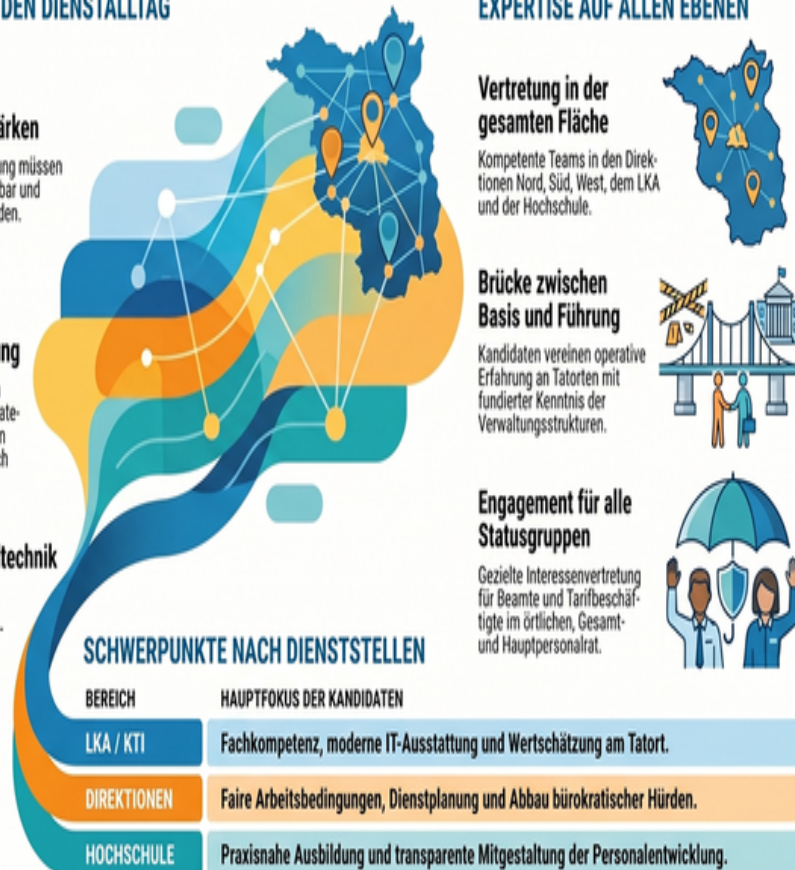 DEN DIENSTALLTAG
ärken
ung müssen
bar und
den.
ung
ate-
n
ch
technik
EXPERTISE AUF ALLEN EBENEN
Vertretung in der
gesamten Fläche
Kompetente Teams in den Direk-
tionen Nord, Süd, West, dem LKA
und der Hochschule.
Brücke zwischen
Basis und Führung
Kandidaten vereinen operative
Erfahrung an Tatorten mit
fundierter Kenntnis der
Verwaltungsstrukturen.
Engagement für alle
Statusgruppen
Gezielte Interessenvertretung
für Beamte und Tarifbeschäf-
tigte im örtlichen, Gesamt-
und Hauptpersonalrat.
SCHWERPUNKTE NACH DIENSTSTELLEN
BEREICH HAUPTFOKUS DER KANDIDATEN
LKA / KTI Fachkompetenz, moderne IT-Ausstattung und Wertschätzung am Tatort.
DIREKTIONEN Faire Arbeitsbedingungen, Dienstplanung und Abbau bürokratischer Hürden.
HOCHSCHULE Praxisnahe Ausbildung und transparente Mitgestaltung der Personalentwicklung.